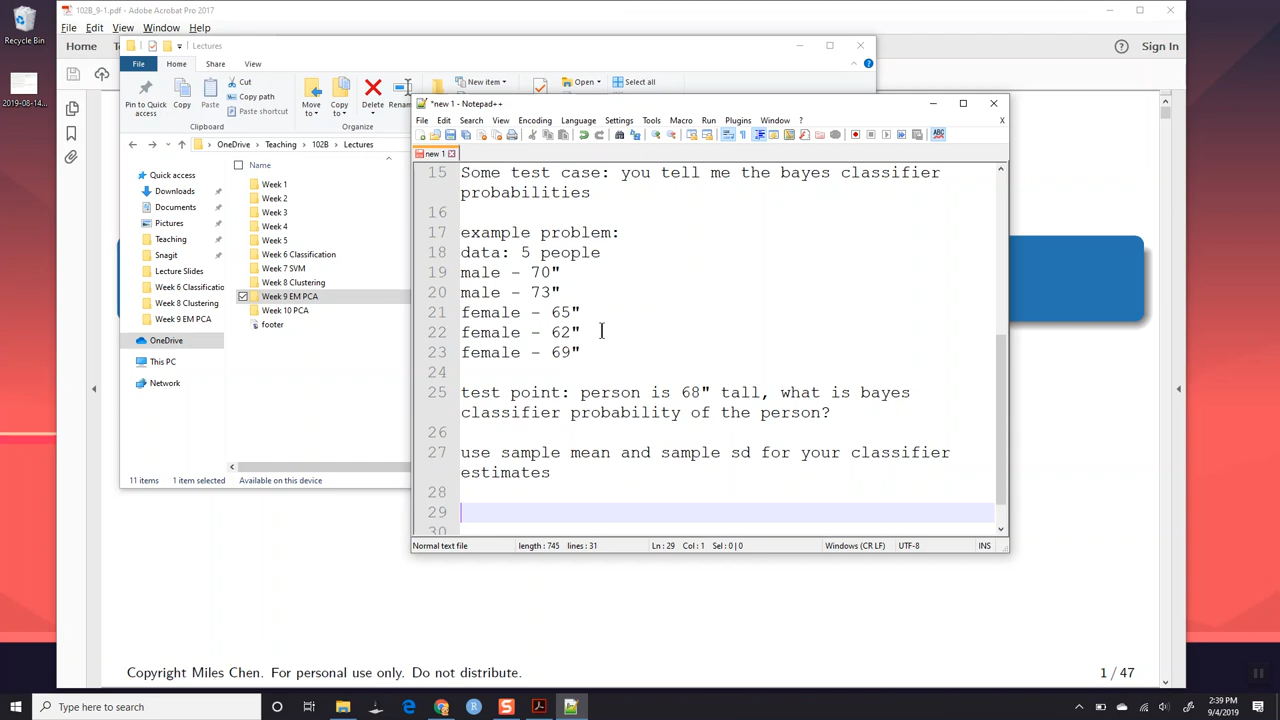 102B_9-1.pdf - Adobe Acrobat Pro 2017
File Edit View Window Help
Home
Sign In
Recycle Bin
2019-08-14...
Lectures
File Home Share View
Pin to Quick access
Copy
Paste
Cut
Copy path
Paste shortcut
Clipboard
Move to
Copy to
Delete
Renam
Organize
New item
Open
Select all
OneDrive > Teaching > 102B > Lectures
Quick access
Downloads
Documents
Pictures
Teaching
Snagit
Lecture Slides
Week 6 Classifica
Week 8 Clustering
Week 9 EM PCA
OneDrive
This PC
Network
Name
Week 1
Week 2
Week 3
Week 4
Week 5
Week 6 Classification
Week 7 SVM
Week 8 Clustering
Week 9 EM PCA
Week 10 PCA
footer
11 items 1 item selected Available on this device
*new 1 - Notepad++
File Edit Search View Encoding Language Settings Tools Macro Run Plugins Window ? X
new 1
15 Some test case: you tell me the bayes classifier
probabilities
16
17 example problem:
18 data: 5 people
19 male - 70"
20 male - 73"
21 female - 65"
22 female - 62"
23 female - 69"
24
25 test point: person is 68" tall, what is bayes
classifier probability of the person?
26
27 use sample mean and sample sd for your classifier
estimates
28
29
30
Normal text file length : 745 lines : 31 Ln : 29 Col : 1 Sel : 0 | 0 Windows (CR LF) UTF-8 INS
Copyright Miles Chen. For personal use only. Do not distribute. 1 / 47
Type here to search
2:39 PM
9/4/2019